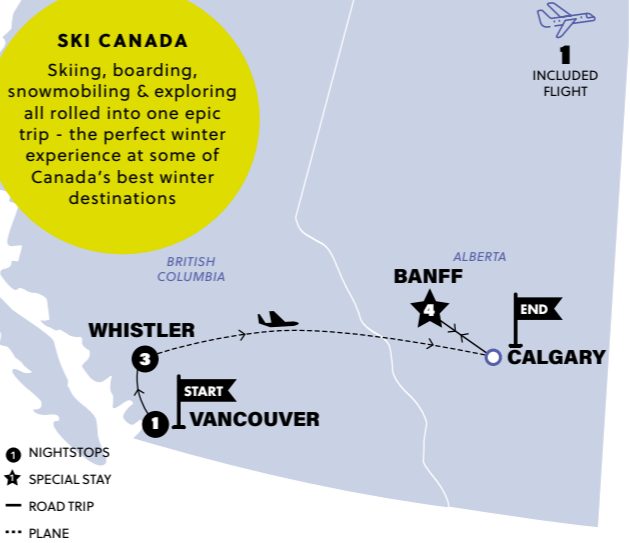 SKI CANADA
Skiing, boarding,
snowmobiling & exploring
all rolled into one epic
trip - the perfect winter
experience at some of
Canada's best winter
destinations
1
INCLUDED
FLIGHT
BRITISH
COLUMBIA
ALBERTA
BANFF
4
END
WHISTLER
3
CALGARY
START
1
VANCOUVER
1 NIGHTSTOPS
1 SPECIAL STAY
ROAD TRIP
PLANE